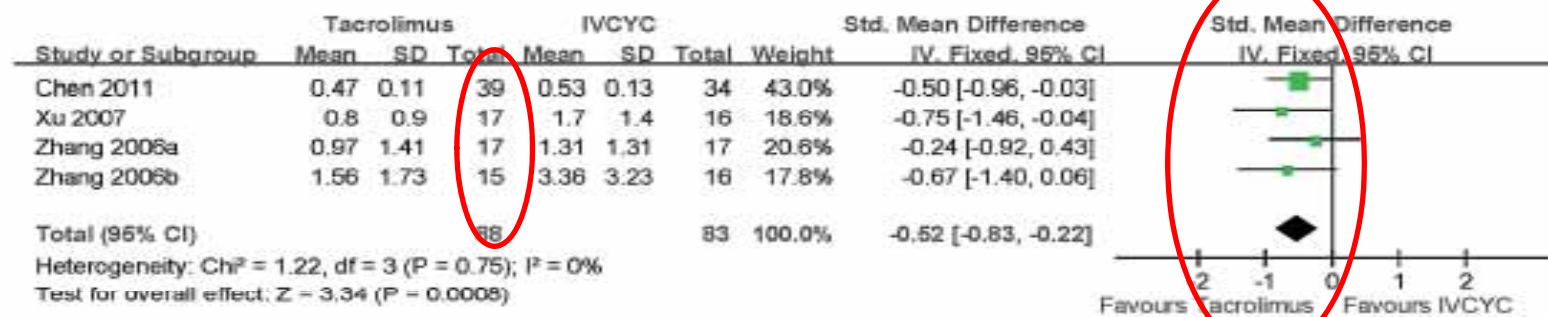 Tacrolimus IVCYC Std. Mean Difference Std. Mean Difference
Study or Subgroup Mean SD Total Mean SD Total Weight IV. Fixed. 95% CI IV. Fixed. 95% CI
Chen 2011 0.47 0.11 39 0.53 0.13 34 43.0% -0.50 [-0.96, -0.03]
Xu 2007 0.8 0.9 17 1.7 1.4 16 18.6% -0.75 [-1.46, -0.04]
Zhang 2006a 0.97 1.41 17 1.31 1.31 17 20.6% -0.24 [-0.92, 0.43]
Zhang 2006b 1.56 1.73 15 3.36 3.23 16 17.8% -0.67 [-1.40, 0.06]
Total (95% CI) 88 83 100.0% -0.52 [-0.83, -0.22]
Heterogeneity: Chi² = 1.22, df = 3 (P = 0.75); I² = 0%
Test for overall effect: Z = 3.34 (P = 0.0008)
-2 -1 0 1 2
Favours Tacrolimus Favours IVCYC